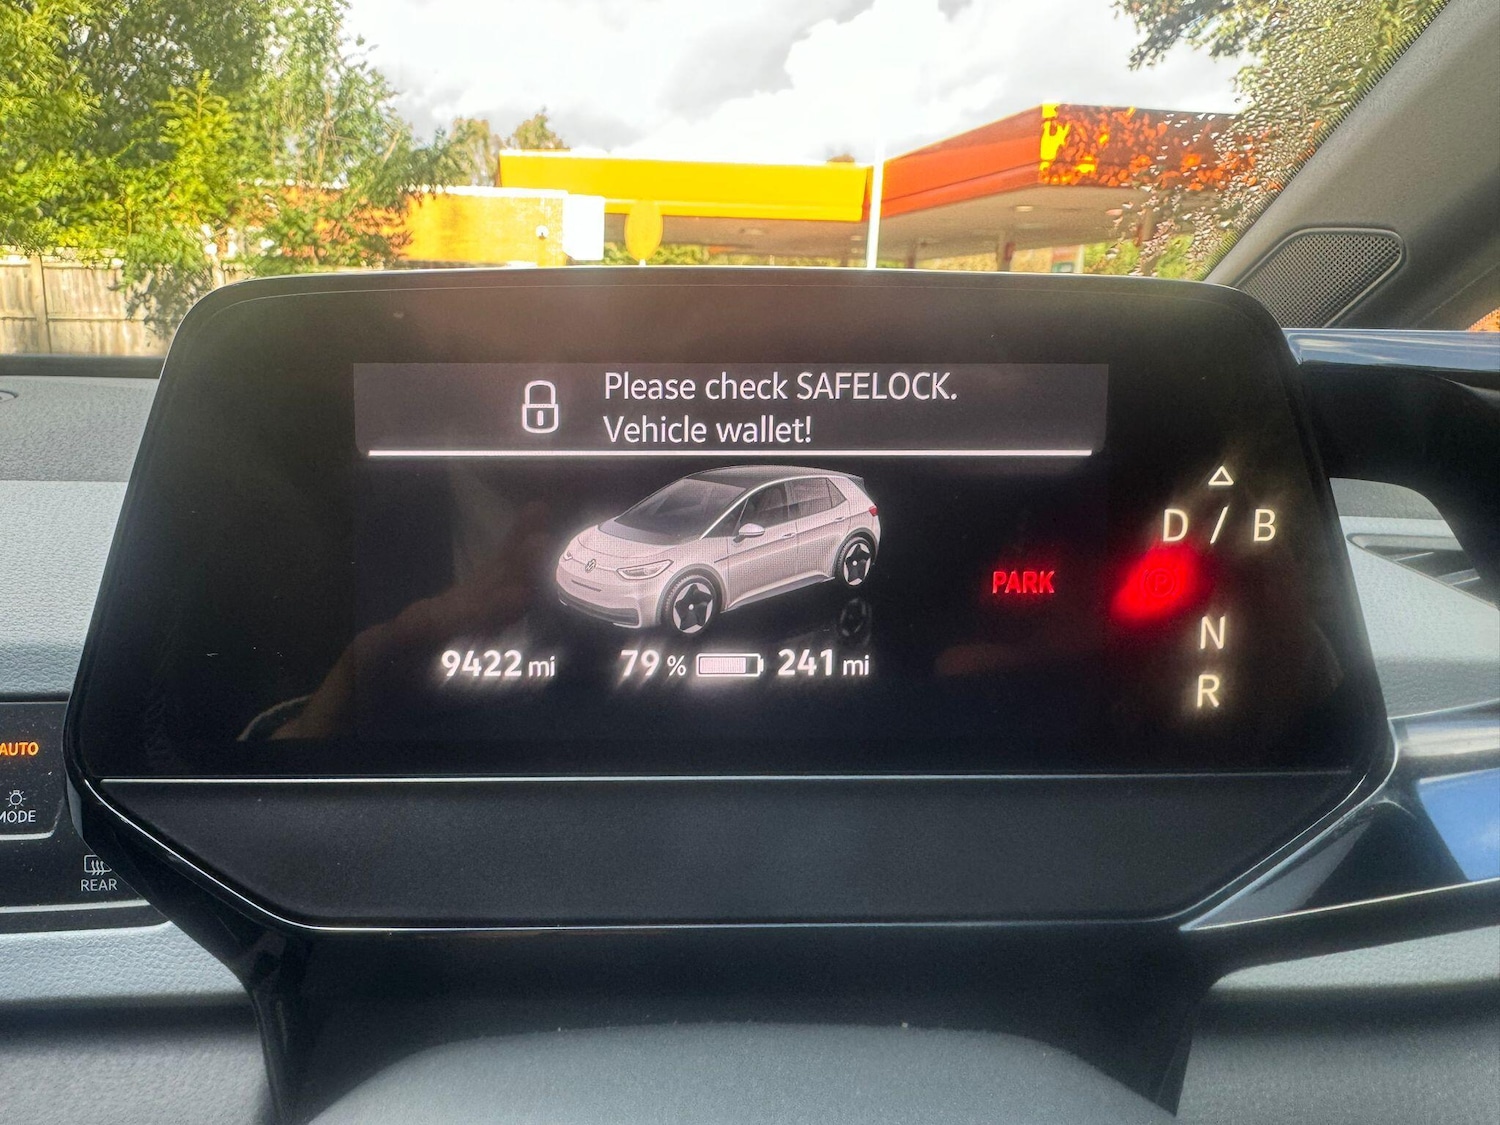 Please check SAFELOCK.
Vehicle wallet!
D / B
PARK
P
N
R
9422 mi 79 % 241 mi
AUTO
MODE
REAR